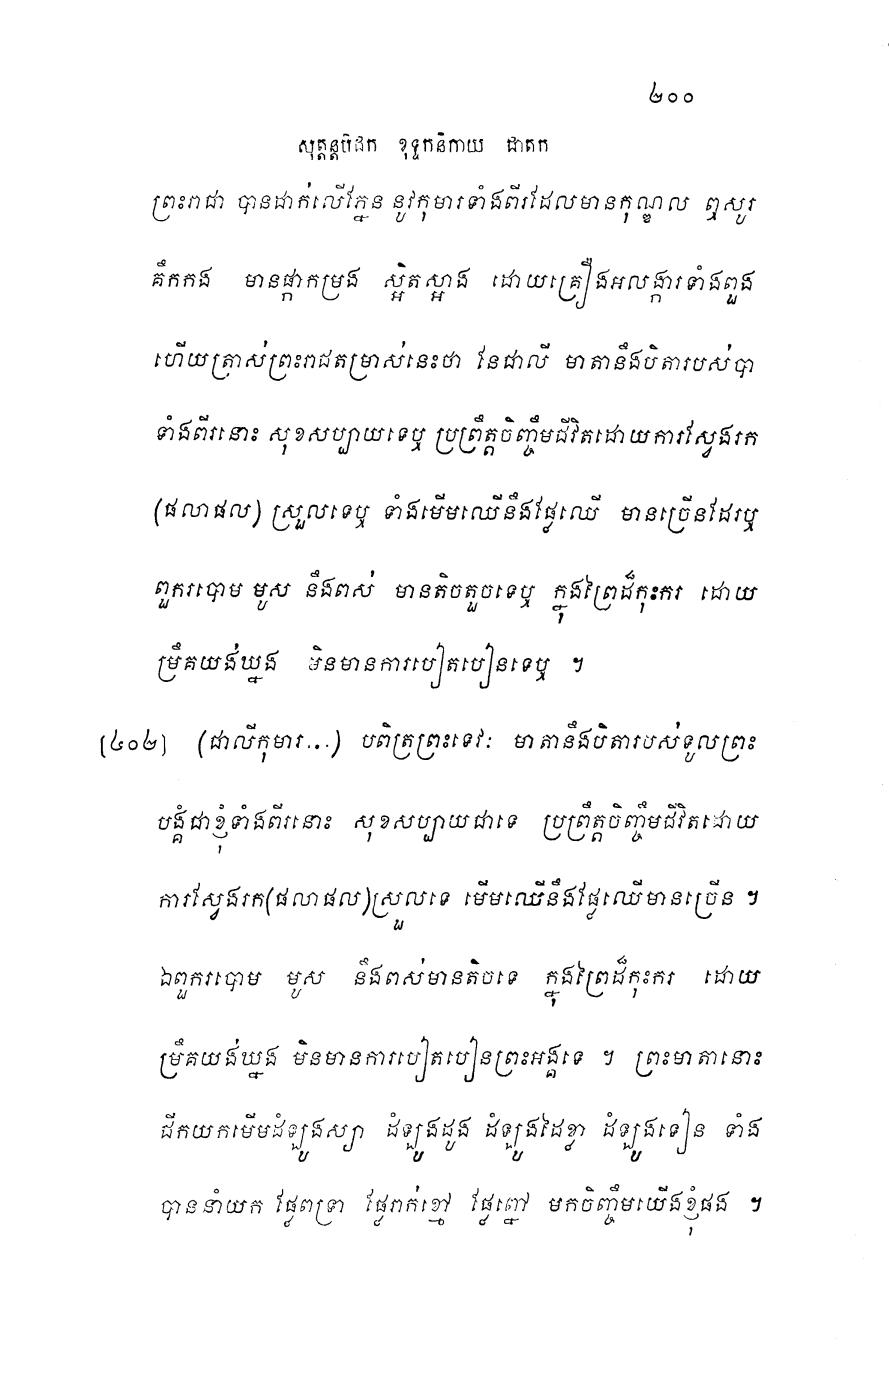 ២០០
សុត្តន្តបិដក ខុទ្ទកនិកាយ ជាតក
ព្រះរាជា បានដាក់លើភ្នែន នូវកុមារទាំងពីរដែលមានកុណ្ឌល ឮសូរ
គឹកកង មានផ្កាកម្រង ស្អិតស្អាង ដោយគ្រឿងអលង្ការទាំងពួង
ហើយត្រាស់ព្រះរាជតម្រាស់នេះថា នែជាលី មាតានឹងបិតារបស់បា
ទាំងពីរនោះ សុខសប្បាយទេឬ ប្រព្រឹត្តចិញ្ចឹមជីវិតដោយការស្វែងរក
(ផលាផល) ស្រួលទេឬ ទាំងមើមឈើនឹងផ្លែឈើ មានច្រើនដែរឬ
ពួករបោម មូស នឹងពស់ មានតិចតួចទេឬ ក្នុងព្រៃដ៏កុះករ ដោយ
ម្រឹគយង់ឃ្នង មិនមានការបៀតបៀនទេឬ ។
[៤០២] (ជាលីកុមារ...) បពិត្រព្រះទេវៈ មាតានឹងបិតារបស់ទូលព្រះ
បង្គំជាខ្ញុំទាំងពីរនោះ សុខសប្បាយជាទេ ប្រព្រឹត្តចិញ្ចឹមជីវិតដោយ
ការស្វែងរក(ផលាផល)ស្រួលទេ មើមឈើនឹងផ្លែឈើមានច្រើន ។
ឯពួករបោម មូស នឹងពស់មានតិចទេ ក្នុងព្រៃដ៏កុះករ ដោយ
ម្រឹគយង់ឃ្នង មិនមានការបៀតបៀនព្រះអង្គទេ ។ ព្រះមាតានោះ
ជីកយកមើមដំឡូងស្យា ដំឡូងដូង ដំឡូងដៃខ្វា ដំឡូងទៀន ទាំង
បាននាំយក ផ្លែពទ្រា ផ្លែរាក់ខ្មៅ ផ្លែព្នៅ មកចិញ្ចឹមយើងខ្ញុំផង ។